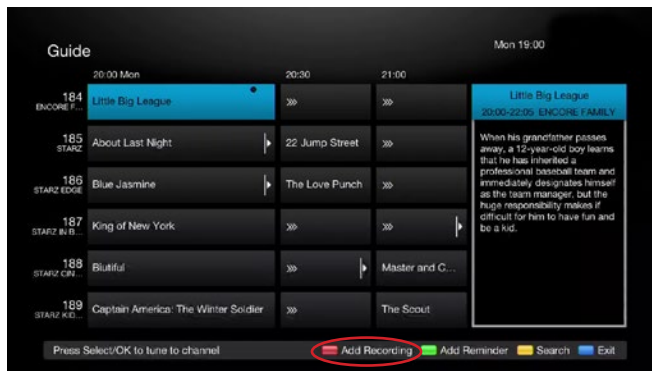 Guide
Mon 19:00
20:00 Mon 20:30 21:00
184 Little Big League
ENCORE F...
185 About Last Night 22 Jump Street
STARZ
186 Blue Jasmine The Love Punch
STARZ EDGE
187 King of New York
STARZ IN B...
188 Biutiful Master and C...
STARZ CIN...
189 Captain America: The Winter Soldier The Scout
STARZ KID...
Little Big League
20:00-22:05 ENCORE FAMILY
When his grandfather passes
away, a 12-year-old boy learns
that he has inherited a
professional baseball team and
immediately designates himself
as the team manager, but the
huge responsibility makes if
difficult for him to have fun and
be a kid.
Press Select/OK to tune to channel Add Recording Add Reminder Search Exit